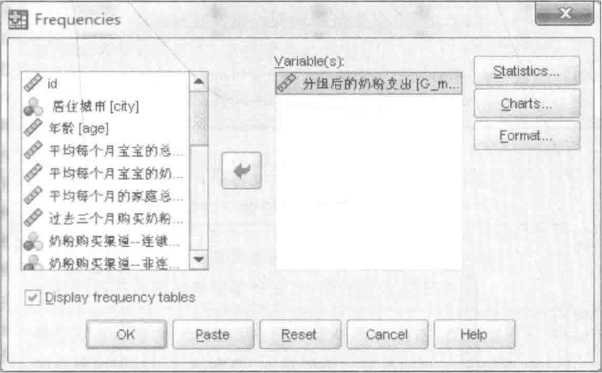 Frequencies
Variable(s):
id
居住城市 [city]
年龄 [age]
平均每个月宝宝的总...
平均每个月宝宝的奶...
平均每个月的家庭总...
过去三个月购买奶粉...
奶粉购买渠道--连锁...
奶粉购买渠道--非连...
分组后的奶粉支出 [G_m...
Statistics...
Charts...
Format...
Display frequency tables
OK
Paste
Reset
Cancel
Help